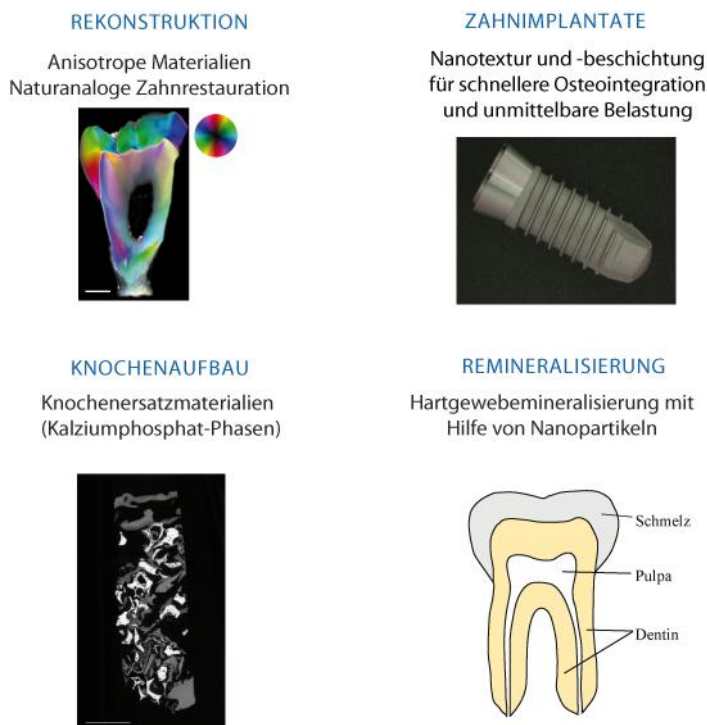 REKONSTRUKTION
Anisotrope Materialien
Naturanaloge Zahnrestauration
ZAHNIMPLANTATE
Nanotextur und -beschichtung
für schnellere Osteointegration
und unmittelbare Belastung
KNOCHENAUFBAU
Knochenersatzmaterialien
(Kalziumphosphat-Phasen)
REMINERALISIERUNG
Hartgewebemineralisierung mit
Hilfe von Nanopartikeln
Schmelz
Pulpa
Dentin